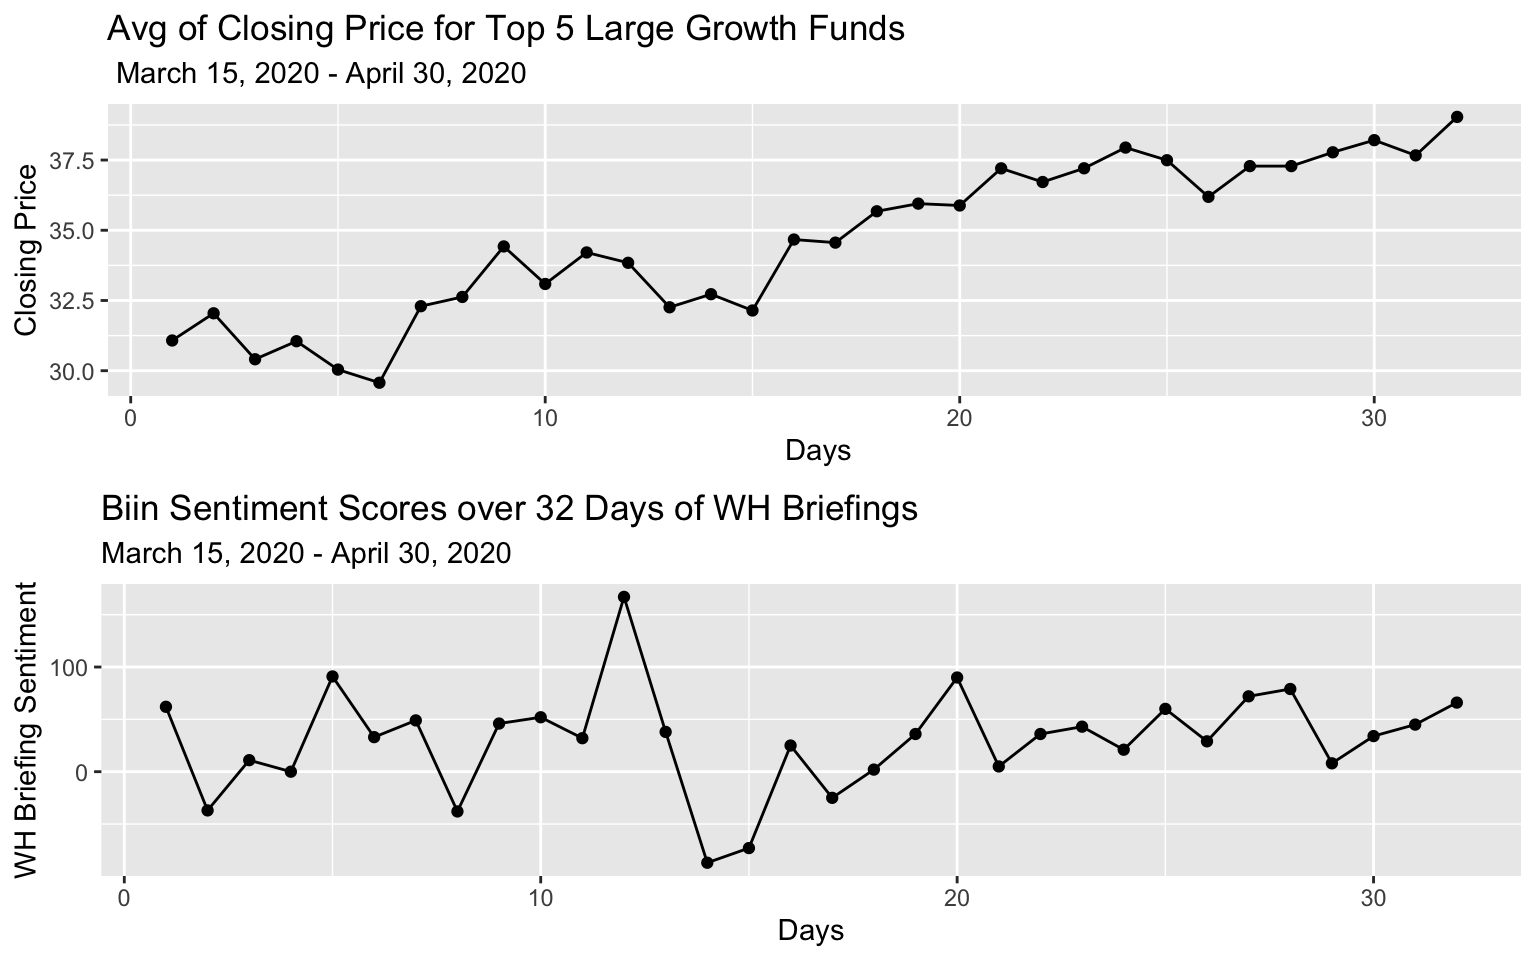 Avg of Closing Price for Top 5 Large Growth Funds
March 15, 2020 - April 30, 2020
Closing Price
37.5
35.0
32.5
30.0
0
10
20
30
Days
Biin Sentiment Scores over 32 Days of WH Briefings
March 15, 2020 - April 30, 2020
WH Briefing Sentiment
100
0
0
10
20
30
Days